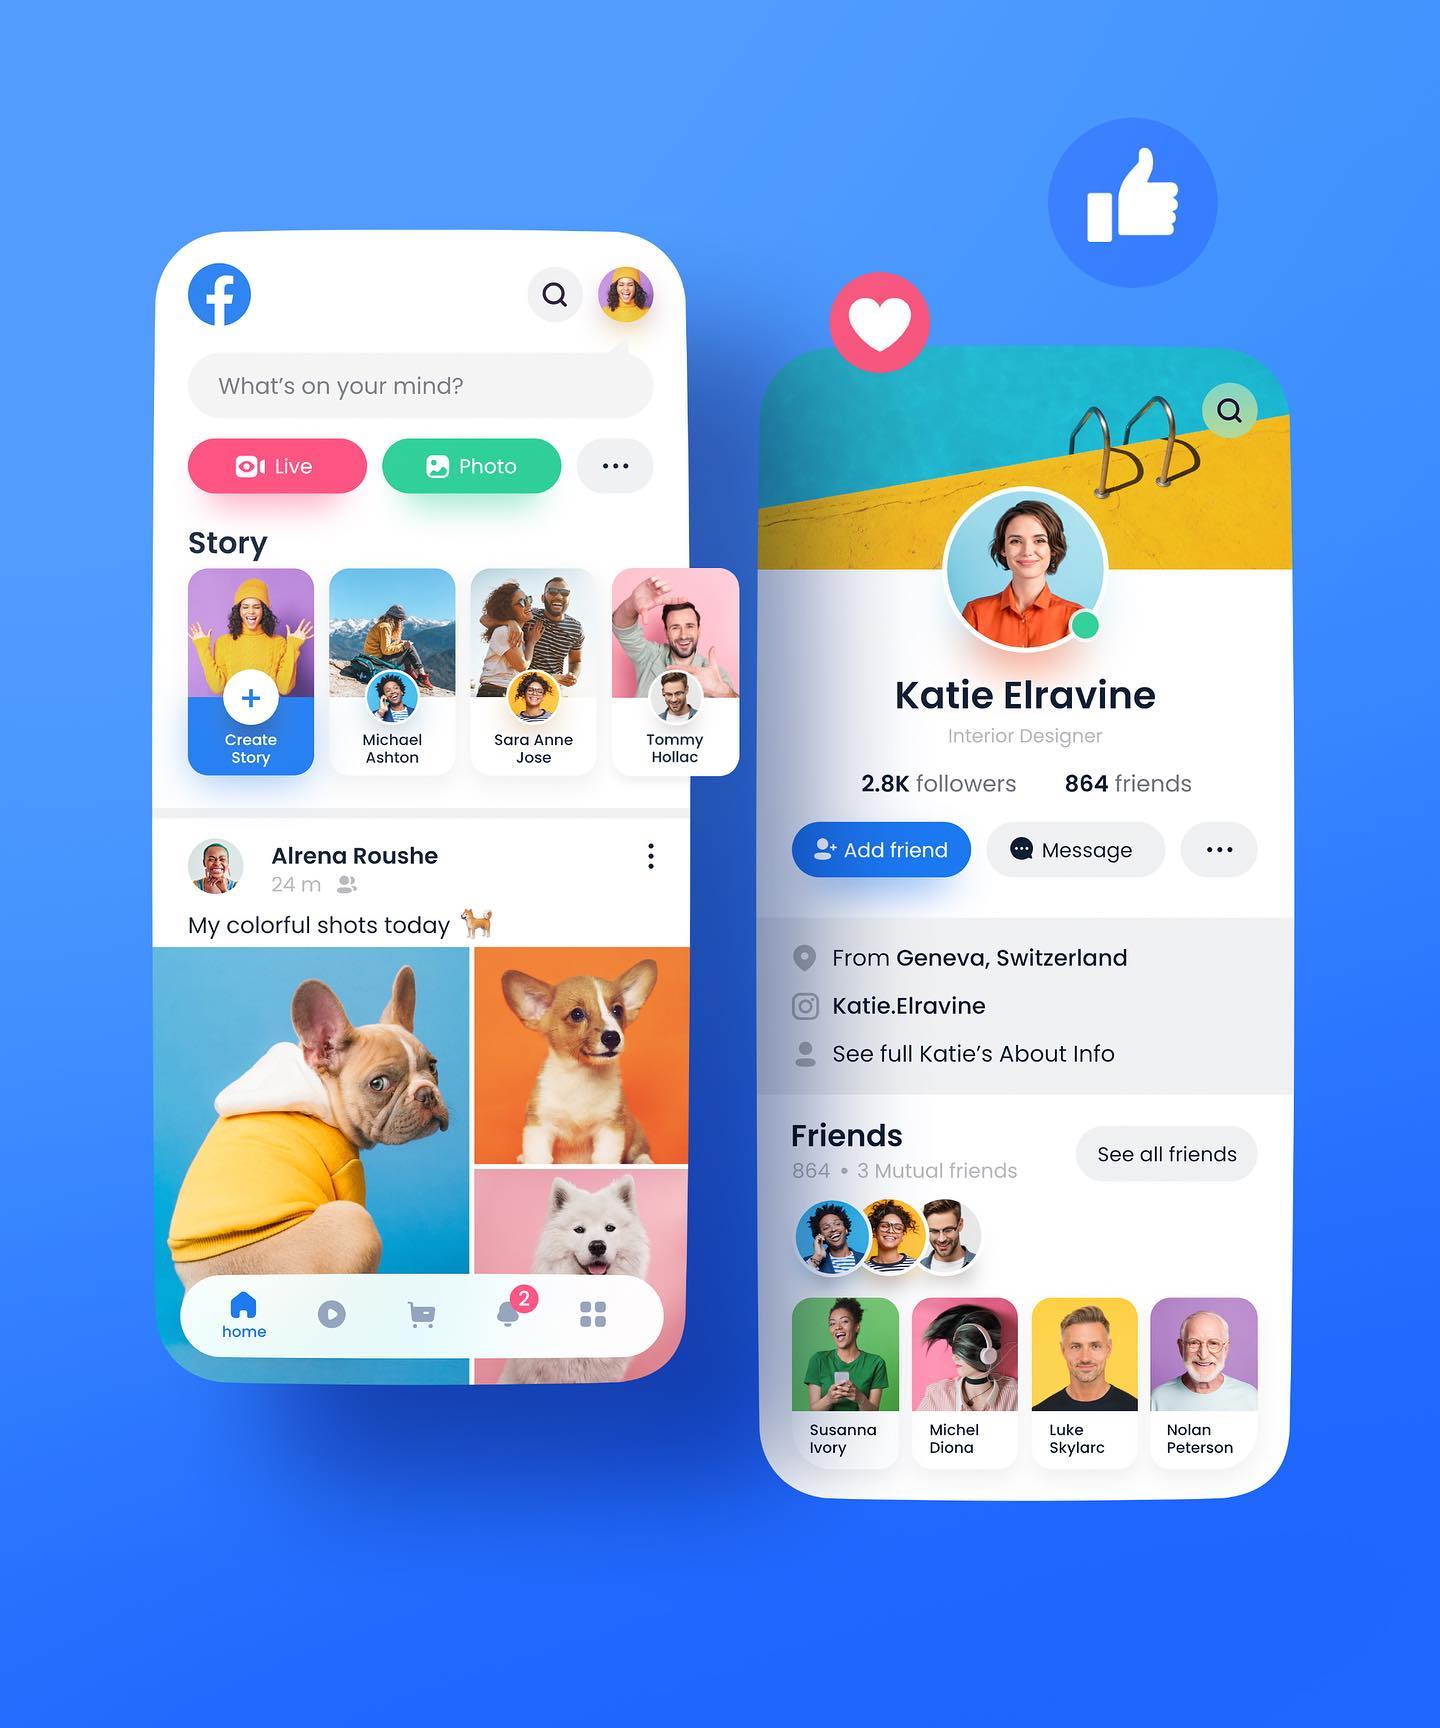 What's on your mind?
Live
Photo
Story
Create
Story
Michael
Ashton
Sara Anne
Jose
Tommy
Hollac
Alrena Roushe
24 m
My colorful shots today
home
2
Katie Elravine
Interior Designer
2.8K followers
864 friends
Add friend
Message
From Geneva, Switzerland
Katie.Elravine
See full Katie's About Info
Friends
864 • 3 Mutual friends
See all friends
Susanna
Ivory
Michel
Diona
Luke
Skylarc
Nolan
Peterson